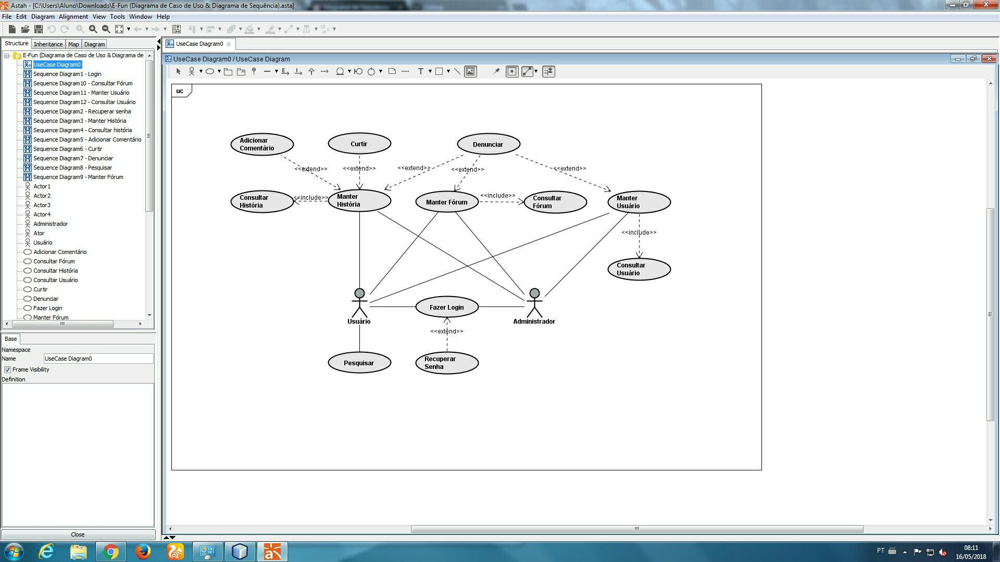 Astah - [C:\Users\Aluno\Downloads\E-Fun (Diagrama de Caso de Uso & Diagrama de Sequência).asta]
File Edit Diagram Alignment View Tools Window Help
Structure Inheritance Map Diagram
E-Fun (Diagrama de Caso de Uso & Diagrama de
UseCase Diagram0
Sequence Diagram1 - Login
Sequence Diagram10 - Consultar Fórum
Sequence Diagram11 - Manter Usuário
Sequence Diagram12 - Consultar Usuário
Sequence Diagram2 - Recuperar senha
Sequence Diagram3 - Manter História
Sequence Diagram4 - Consultar história
Sequence Diagram5 - Adicionar Comentário
Sequence Diagram6 - Curtir
Sequence Diagram7 - Denunciar
Sequence Diagram8 - Pesquisar
Sequence Diagram9 - Manter Fórum
Actor1
Actor2
Actor3
Actor4
Administrador
Ator
Usuário
Adicionar Comentário
Consultar Fórum
Consultar História
Consultar Usuário
Curtir
Denunciar
Fazer Login
Manter Fórum
Base
Namespace
Name UseCase Diagram0
Frame Visibility
Definition
Close
UseCase Diagram0
UseCase Diagram0 / UseCase Diagram
uc
Adicionar
Comentário
Curtir
Denunciar
<<extend>> <<extend>> <<extend>> <<extend>> <<extend>>
Consultar
História
<<include>>
Manter
História
Manter Fórum
<<include>>
Consultar
Fórum
Manter
Usuário
<<include>>
Consultar
Usuário
Usuário
Fazer Login
Administrador
<<extend>>
Pesquisar
Recuperar
Senha
PT
08:11
16/05/2018